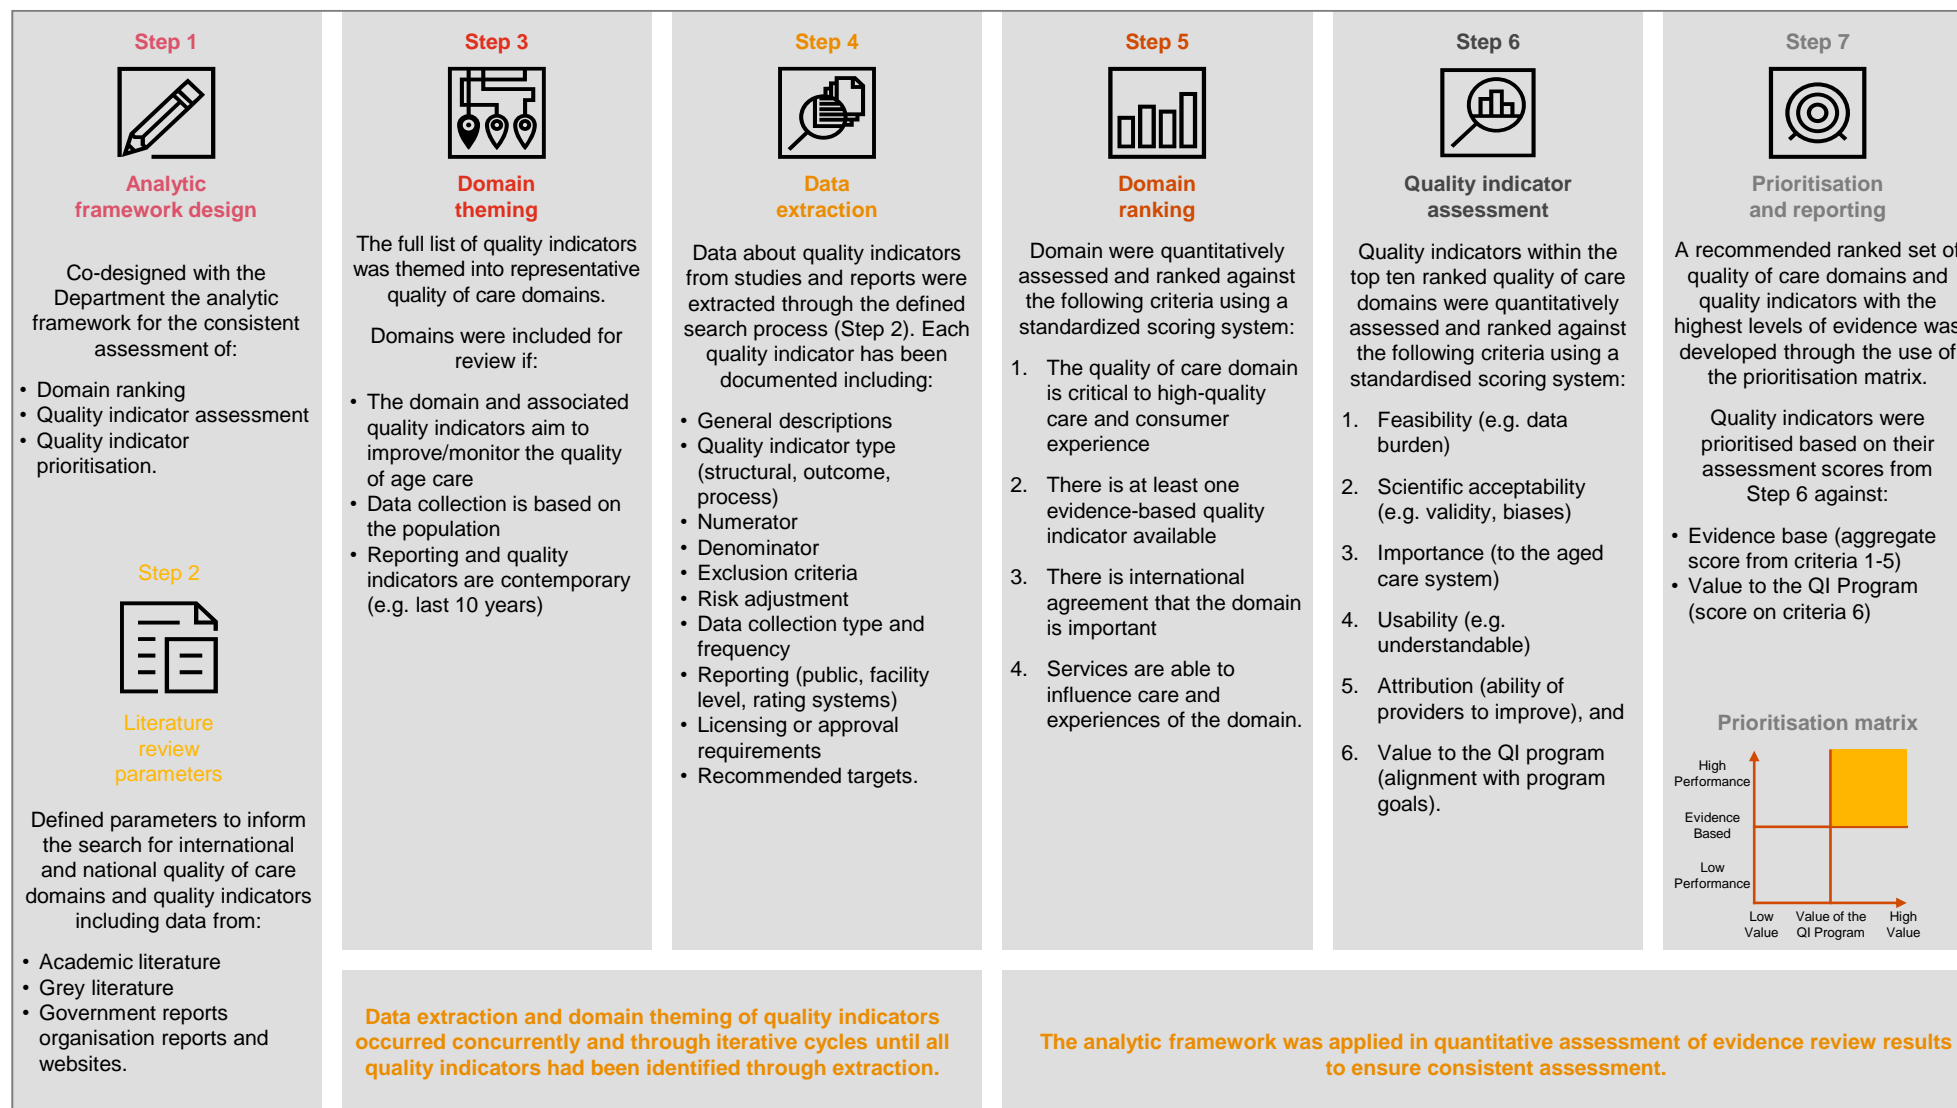 Step 1
Analytic
framework design
Co-designed with the
Department the analytic
framework for the consistent
assessment of:
• Domain ranking
• Quality indicator assessment
• Quality indicator
prioritisation.
Step 2
Literature
review
parameters
Defined parameters to inform
the search for international
and national quality of care
domains and quality indicators
including data from:
• Academic literature
• Grey literature
• Government reports
organisation reports and
websites.
Step 3
Domain
theming
The full list of quality indicators
was themed into representative
quality of care domains.
Domains were included for
review if:
• The domain and associated
quality indicators aim to
improve/monitor the quality
of age care
• Data collection is based on
the population
• Reporting and quality
indicators are contemporary
(e.g. last 10 years)
Step 4
Data
extraction
Data about quality indicators
from studies and reports were
extracted through the defined
search process (Step 2). Each
quality indicator has been
documented including:
• General descriptions
• Quality indicator type
(structural, outcome,
process)
• Numerator
• Denominator
• Exclusion criteria
• Risk adjustment
• Data collection type and
frequency
• Reporting (public, facility
level, rating systems)
• Licensing or approval
requirements
• Recommended targets.
Data extraction and domain theming of quality indicators
occurred concurrently and through iterative cycles until all
quality indicators had been identified through extraction.
Step 5
Domain
ranking
Domain were quantitatively
assessed and ranked against
the following criteria using a
standardized scoring system:
1. The quality of care domain
is critical to high-quality
care and consumer
experience
2. There is at least one
evidence-based quality
indicator available
3. There is international
agreement that the domain
is important
4. Services are able to
influence care and
experiences of the domain.
Step 6
Quality indicator
assessment
Quality indicators within the
top ten ranked quality of care
domains were quantitatively
assessed and ranked against
the following criteria using a
standardised scoring system:
1. Feasibility (e.g. data
burden)
2. Scientific acceptability
(e.g. validity, biases)
3. Importance (to the aged
care system)
4. Usability (e.g.
understandable)
5. Attribution (ability of
providers to improve), and
6. Value to the QI program
(alignment with program
goals).
Step 7
Prioritisation
and reporting
A recommended ranked set of
quality of care domains and
quality indicators with the
highest levels of evidence was
developed through the use of
the prioritisation matrix.
Quality indicators were
prioritised based on their
assessment scores from
Step 6 against:
• Evidence base (aggregate
score from criteria 1-5)
• Value to the QI Program
(score on criteria 6)
Prioritisation matrix
High
Performance
Evidence
Based
Low
Performance
Low
Value
Value of the
QI Program
High
Value
The analytic framework was applied in quantitative assessment of evidence review results
to ensure consistent assessment.